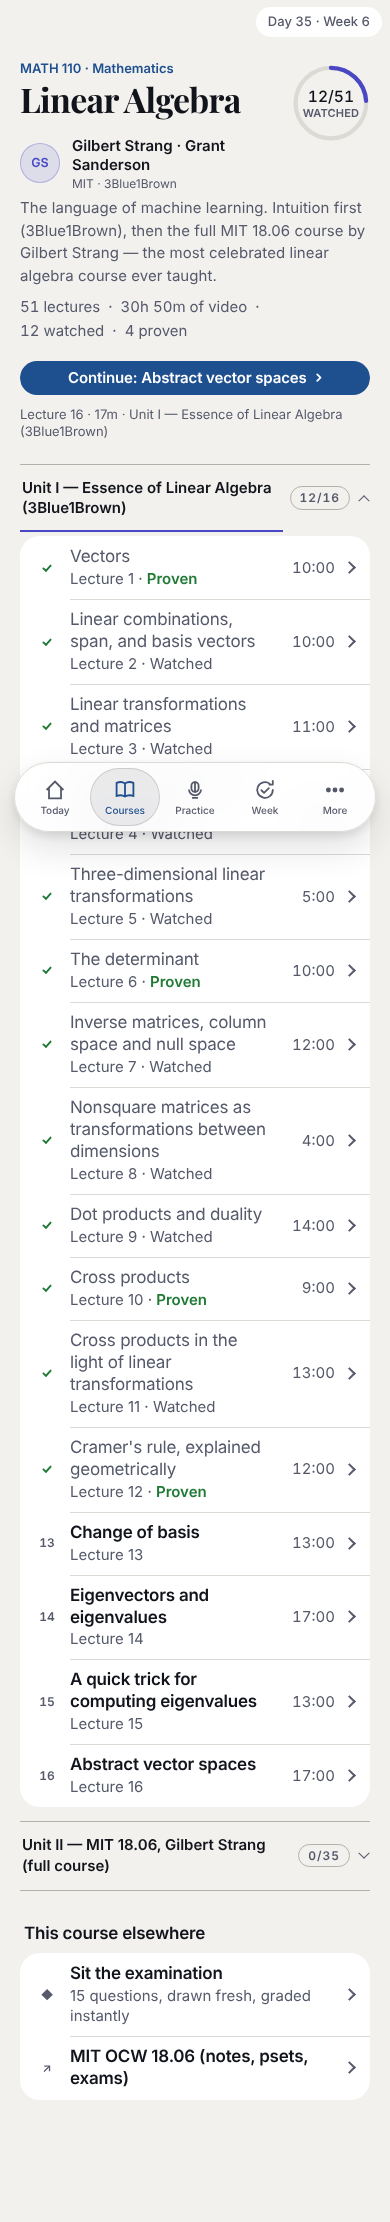 Day 35 · Week 6
MATH 110 · Mathematics
Linear Algebra
12/51
WATCHED
GS
Gilbert Strang · Grant
Sanderson
MIT · 3Blue1Brown
The language of machine learning. Intuition first
(3Blue1Brown), then the full MIT 18.06 course by
Gilbert Strang — the most celebrated linear
algebra course ever taught.
51 lectures · 30h 50m of video ·
12 watched · 4 proven
Continue: Abstract vector spaces
Lecture 16 · 17m · Unit I — Essence of Linear Algebra
(3Blue1Brown)
Unit I — Essence of Linear Algebra
(3Blue1Brown)
12/16
Vectors
Lecture 1 · Proven
10:00
Linear combinations,
span, and basis vectors
Lecture 2 · Watched
10:00
Linear transformations
and matrices
Lecture 3 · Watched
11:00
Today
Courses
Practice
Week
More
Lecture 4 · Watched
Three-dimensional linear
transformations
Lecture 5 · Watched
5:00
The determinant
Lecture 6 · Proven
10:00
Inverse matrices, column
space and null space
Lecture 7 · Watched
12:00
Nonsquare matrices as
transformations between
dimensions
Lecture 8 · Watched
4:00
Dot products and duality
Lecture 9 · Watched
14:00
Cross products
Lecture 10 · Proven
9:00
Cross products in the
light of linear
transformations
Lecture 11 · Watched
13:00
Cramer's rule, explained
geometrically
Lecture 12 · Proven
12:00
13
Change of basis
Lecture 13
13:00
14
Eigenvectors and
eigenvalues
Lecture 14
17:00
15
A quick trick for
computing eigenvalues
Lecture 15
13:00
16
Abstract vector spaces
Lecture 16
17:00
Unit II — MIT 18.06, Gilbert Strang
(full course)
0/35
This course elsewhere
Sit the examination
15 questions, drawn fresh, graded
instantly
MIT OCW 18.06 (notes, psets,
exams)